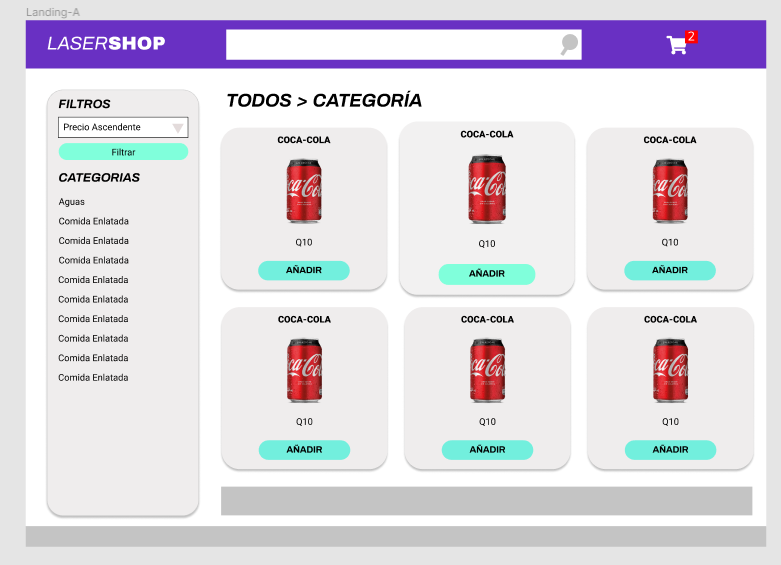 Landing-A
LASERSHOP
2
FILTROS
Precio Ascendente
Filtrar
CATEGORIAS
Aguas
Comida Enlatada
Comida Enlatada
Comida Enlatada
Comida Enlatada
Comida Enlatada
Comida Enlatada
Comida Enlatada
Comida Enlatada
Comida Enlatada
TODOS > CATEGORÍA
COCA-COLA
Q10
AÑADIR
COCA-COLA
Q10
AÑADIR
COCA-COLA
Q10
AÑADIR
COCA-COLA
Q10
AÑADIR
COCA-COLA
Q10
AÑADIR
COCA-COLA
Q10
AÑADIR